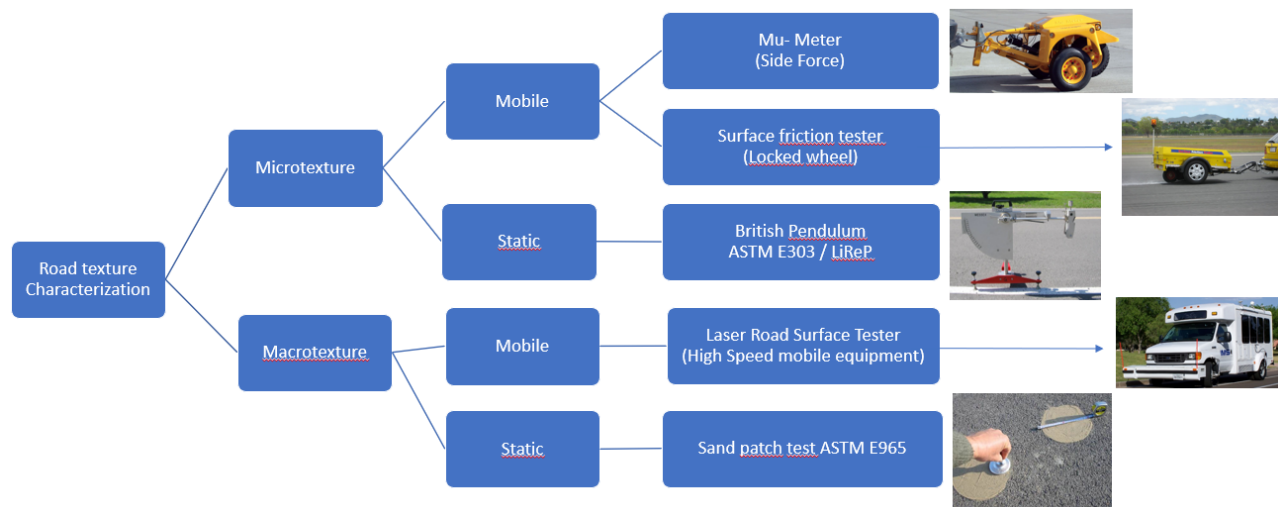 Road texture
Characterization
Microtexture
Macrotexture
Mobile
Static
Mobile
Static
Mu- Meter
(Side Force)
Surface friction tester
(Locked wheel)
British Pendulum
ASTM E303 / LiReP
Laser Road Surface Tester
(High Speed mobile equipment)
Sand patch test ASTM E965